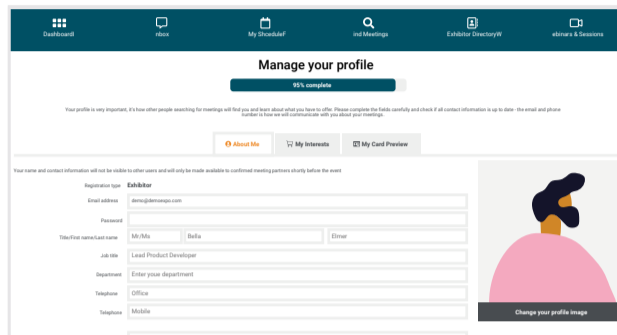 Dashboardl
nbox
My ShceduleF
ind Meetings
Exhibitor DirectoryW
ebinars & Sessions
Manage your profile
95% complete
Your profile is very important, it's how other people searching for meetings will find you and learn about what you have to offer. Please complete the fields carefully and check if all contact information is up to date - the email and phone
number is how we will communicate with you about your meetings.
About Me
My Interests
My Card Preview
Your name and contact information will not be visible to other users and will only be made available to confirmed meeting partners shortly before the event
Registration type Exhibitor
Email address demo@demoexpo.com
Password
Title/First name/Last name Mr/Ms Bella Elmer
Job title Lead Product Developer
Department Enter youe department
Telephone Office
Telephone Mobile
Change your profile image